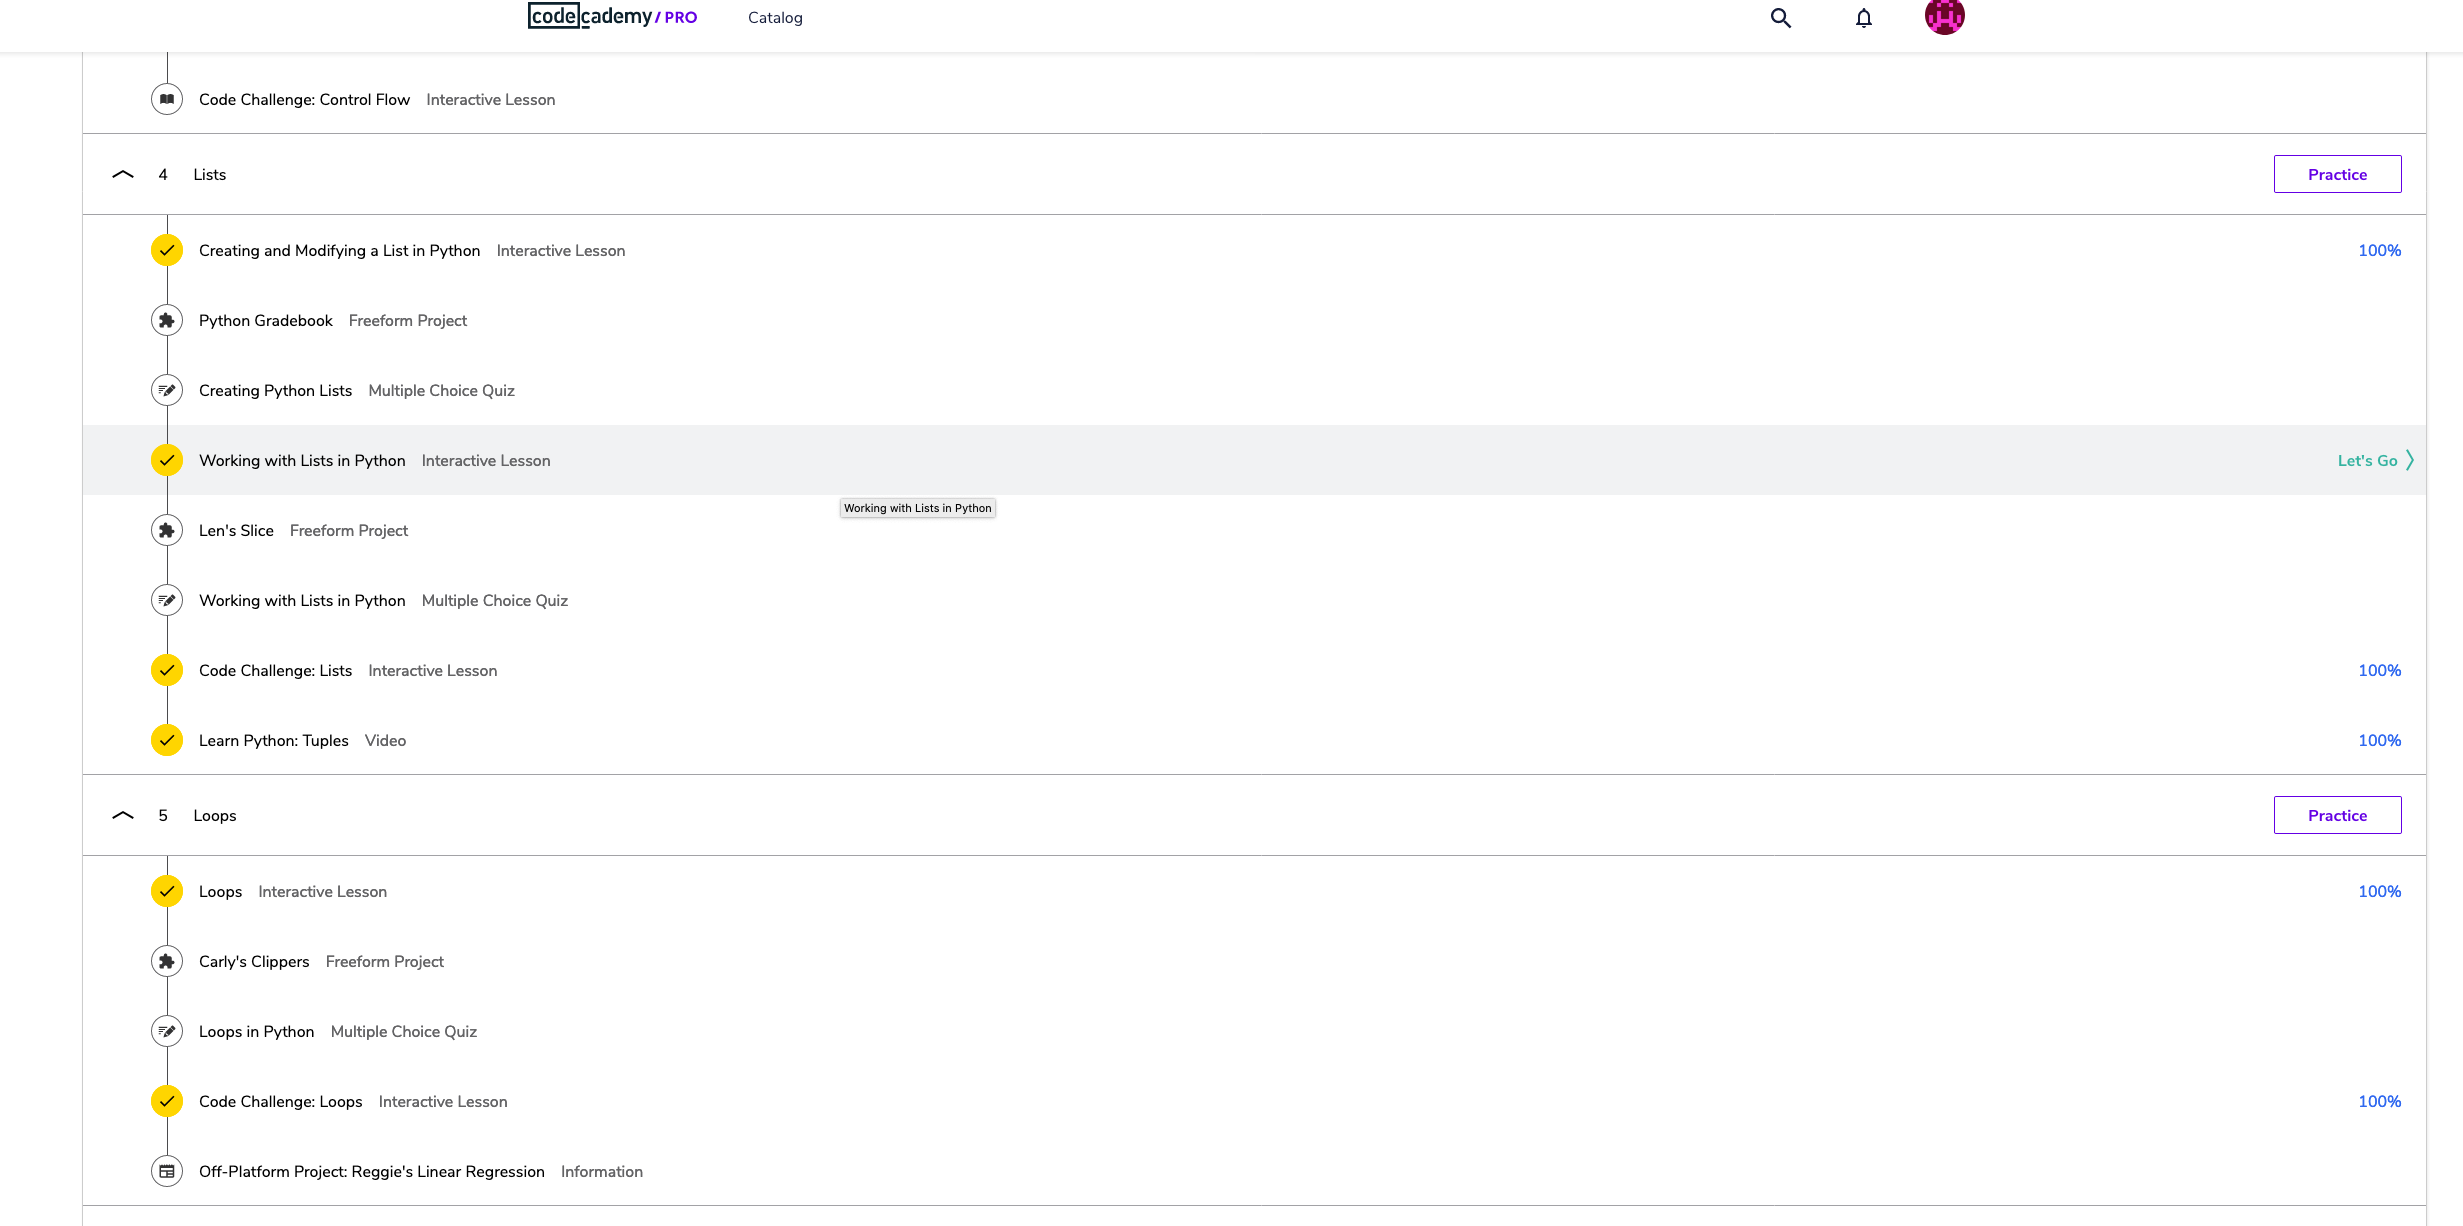 codecademy/PRO Catalog
Code Challenge: Control Flow Interactive Lesson
4 Lists Practice
Creating and Modifying a List in Python Interactive Lesson 100%
Python Gradebook Freeform Project
Creating Python Lists Multiple Choice Quiz
Working with Lists in Python Interactive Lesson Let's Go
Working with Lists in Python
Len's Slice Freeform Project
Working with Lists in Python Multiple Choice Quiz
Code Challenge: Lists Interactive Lesson 100%
Learn Python: Tuples Video 100%
5 Loops Practice
Loops Interactive Lesson 100%
Carly's Clippers Freeform Project
Loops in Python Multiple Choice Quiz
Code Challenge: Loops Interactive Lesson 100%
Off-Platform Project: Reggie's Linear Regression Information